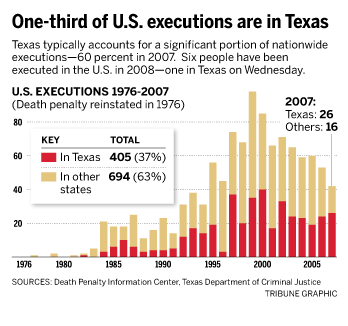 One-third of U.S. executions are in Texas
Texas typically accounts for a significant portion of nationwide
executions—60 percent in 2007. Six people have been
executed in the U.S. in 2008—one in Texas on Wednesday.
U.S. EXECUTIONS 1976-2007
(Death penalty reinstated in 1976)
2007:
Texas: 26
Others: 16
80
KEY TOTAL
In Texas 405 (37%)
In other 694 (63%)
states
60
40
20
1976 1980 1985 1990 1995 2000 2005
SOURCES: Death Penalty Information Center, Texas Department of Criminal Justice
TRIBUNE GRAPHIC